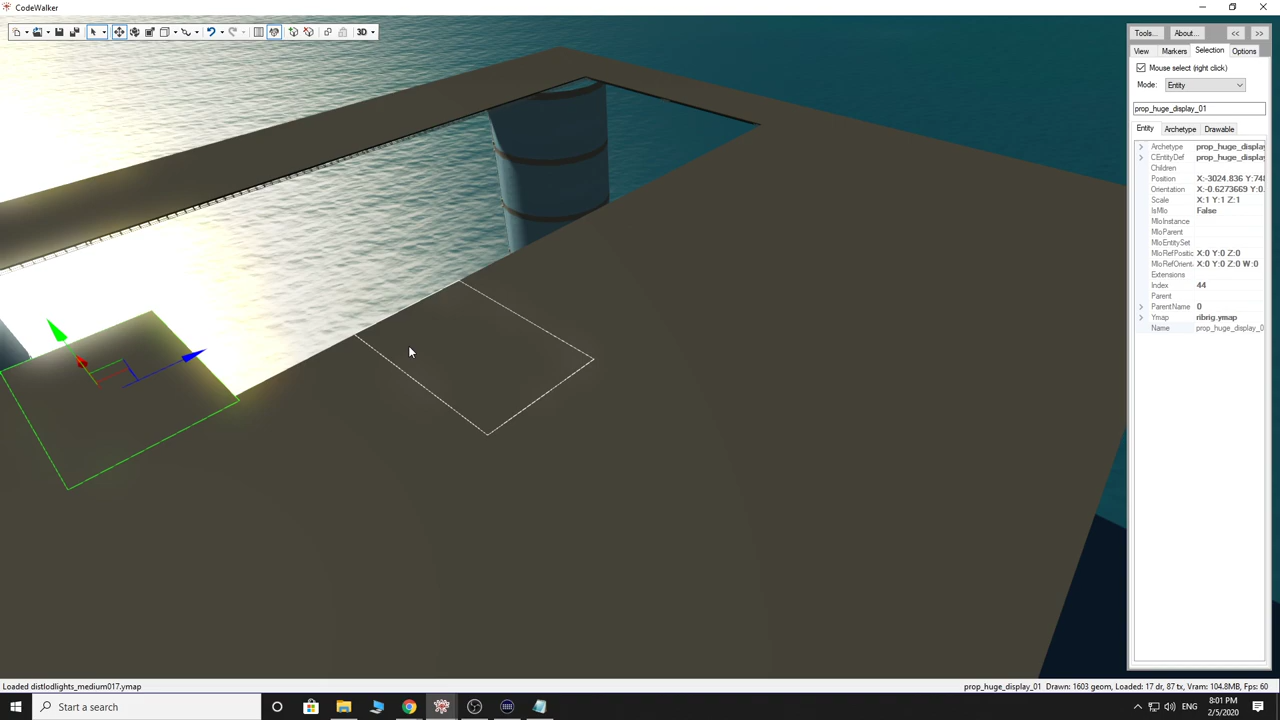 CodeWalker
3D
Tools...
About...
<<
>>
View
Markers
Selection
Options
Mouse select (right click)
Mode:
Entity
prop_huge_display_01
Entity
Archetype
Drawable
Archetype prop_huge_display
CEntityDef prop_huge_display
Children
Position X:-3024.836 Y:748
Orientation X:-0.6273669 Y:0.
Scale X:1 Y:1 Z:1
IsMlo False
MloInstance
MloParent
MloEntitySet
MloRefPositic X:0 Y:0 Z:0
MloRefOrient X:0 Y:0 Z:0 W:0
Extensions
Index 44
Parent
ParentName 0
Ymap ribrig.ymap
Name prop_huge_display_0
Loaded distlodlights_medium017.ymap
prop_huge_display_01 Drawn: 1603 geom, Loaded: 17 dr, 87 tx, Vram: 104.8MB, Fps: 60
Start a search
ENG
8:01 PM
2/5/2020